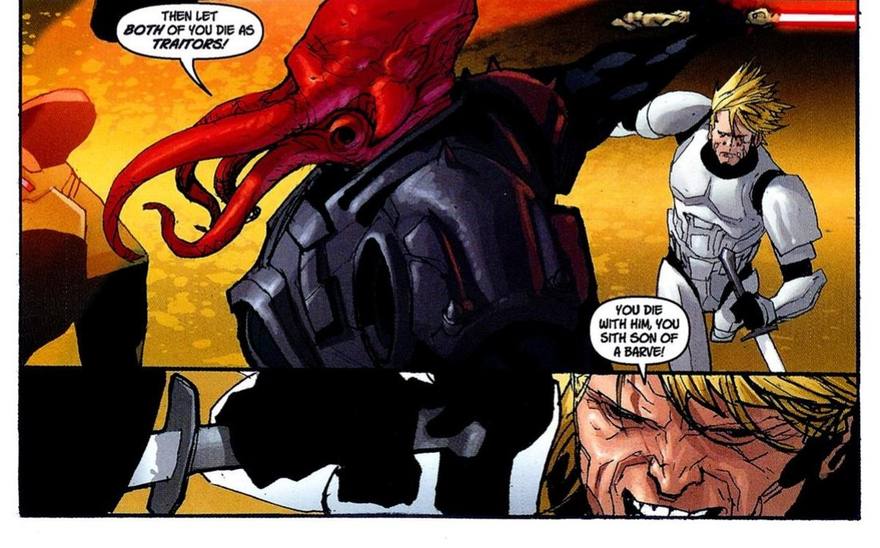 THEN LET
BOTH OF YOU DIE AS
TRAITORS!
YOU DIE
WITH HIM, YOU
SITH SON OF
A BARVE!